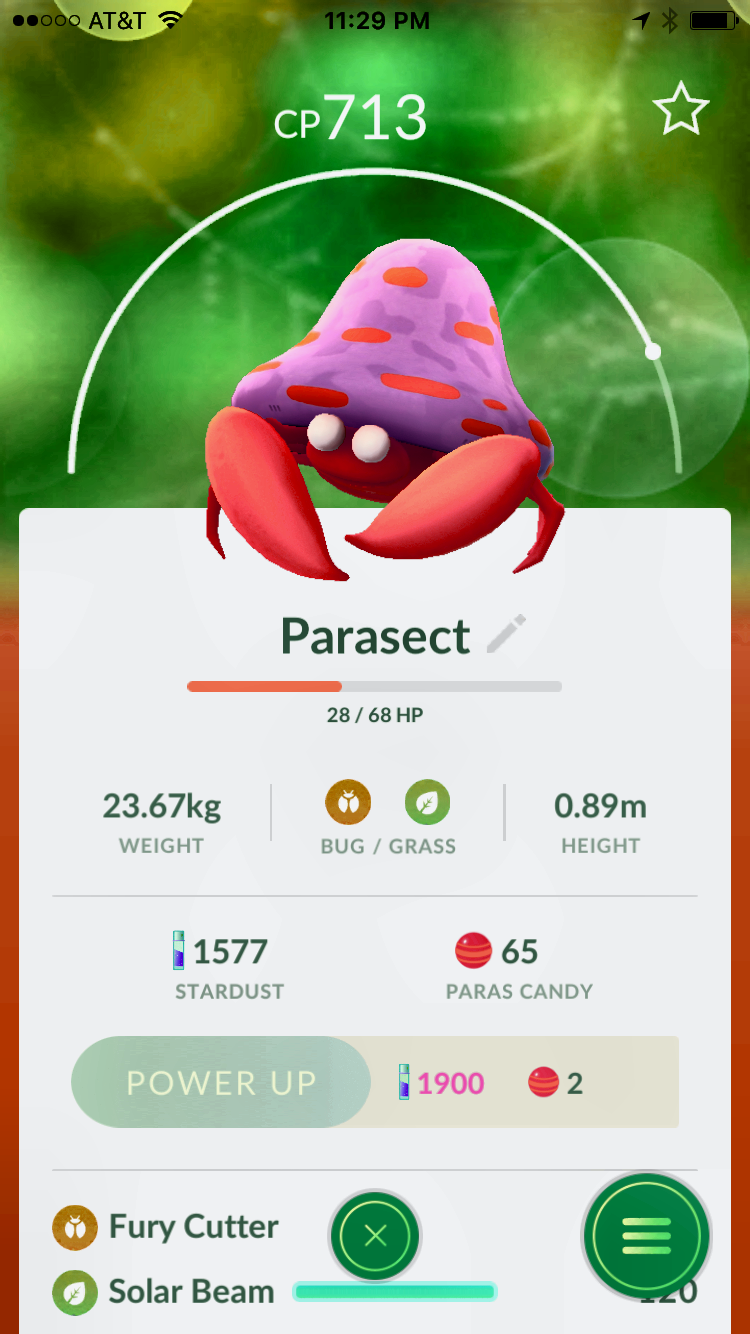 AT&T 11:29 PM
CP713
Parasect
28 / 68 HP
23.67kg
WEIGHT
BUG / GRASS
0.89m
HEIGHT
1577
STARDUST
65
PARAS CANDY
POWER UP 1900 2
Fury Cutter
Solar Beam 120